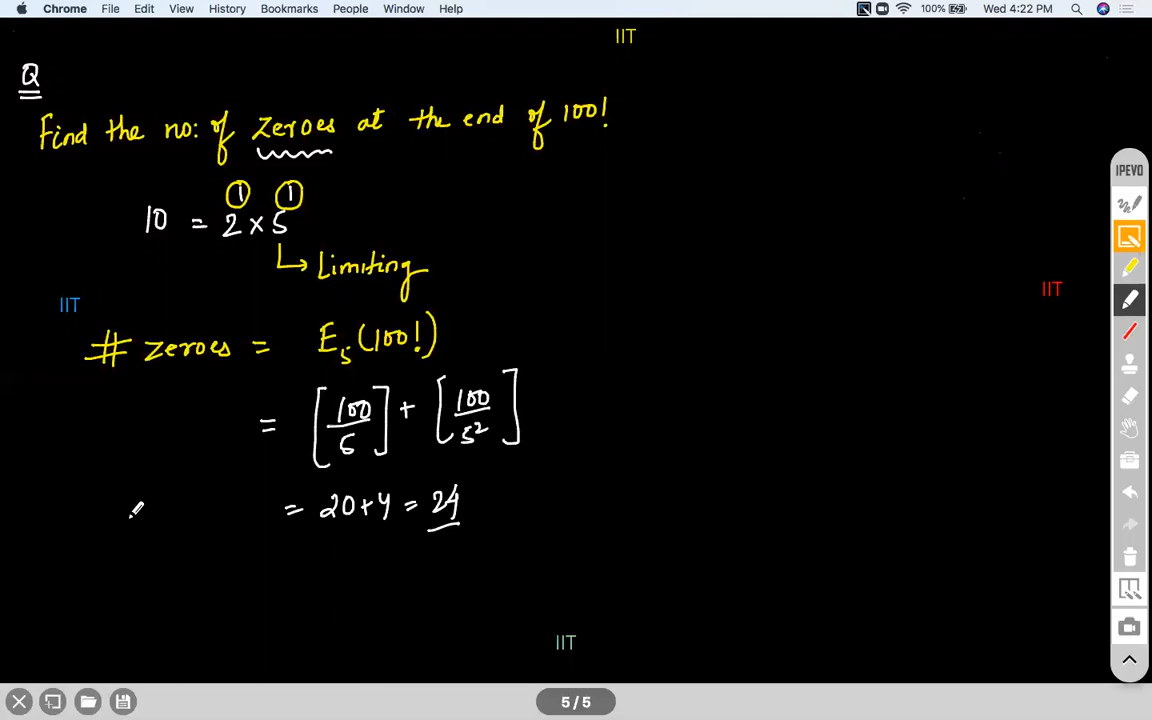 Chrome File Edit View History Bookmarks People Window Help 100% Wed 4:22 PM
IIT
Q
Find the no: of zeroes at the end of 100!
1 1
10 = 2 × 5
Limiting
IIT
IIT
# zeroes = E₅(100!)
= [100/5] + [100/5²]
= 20+4 = 24
IIT
5 / 5
IPEVO